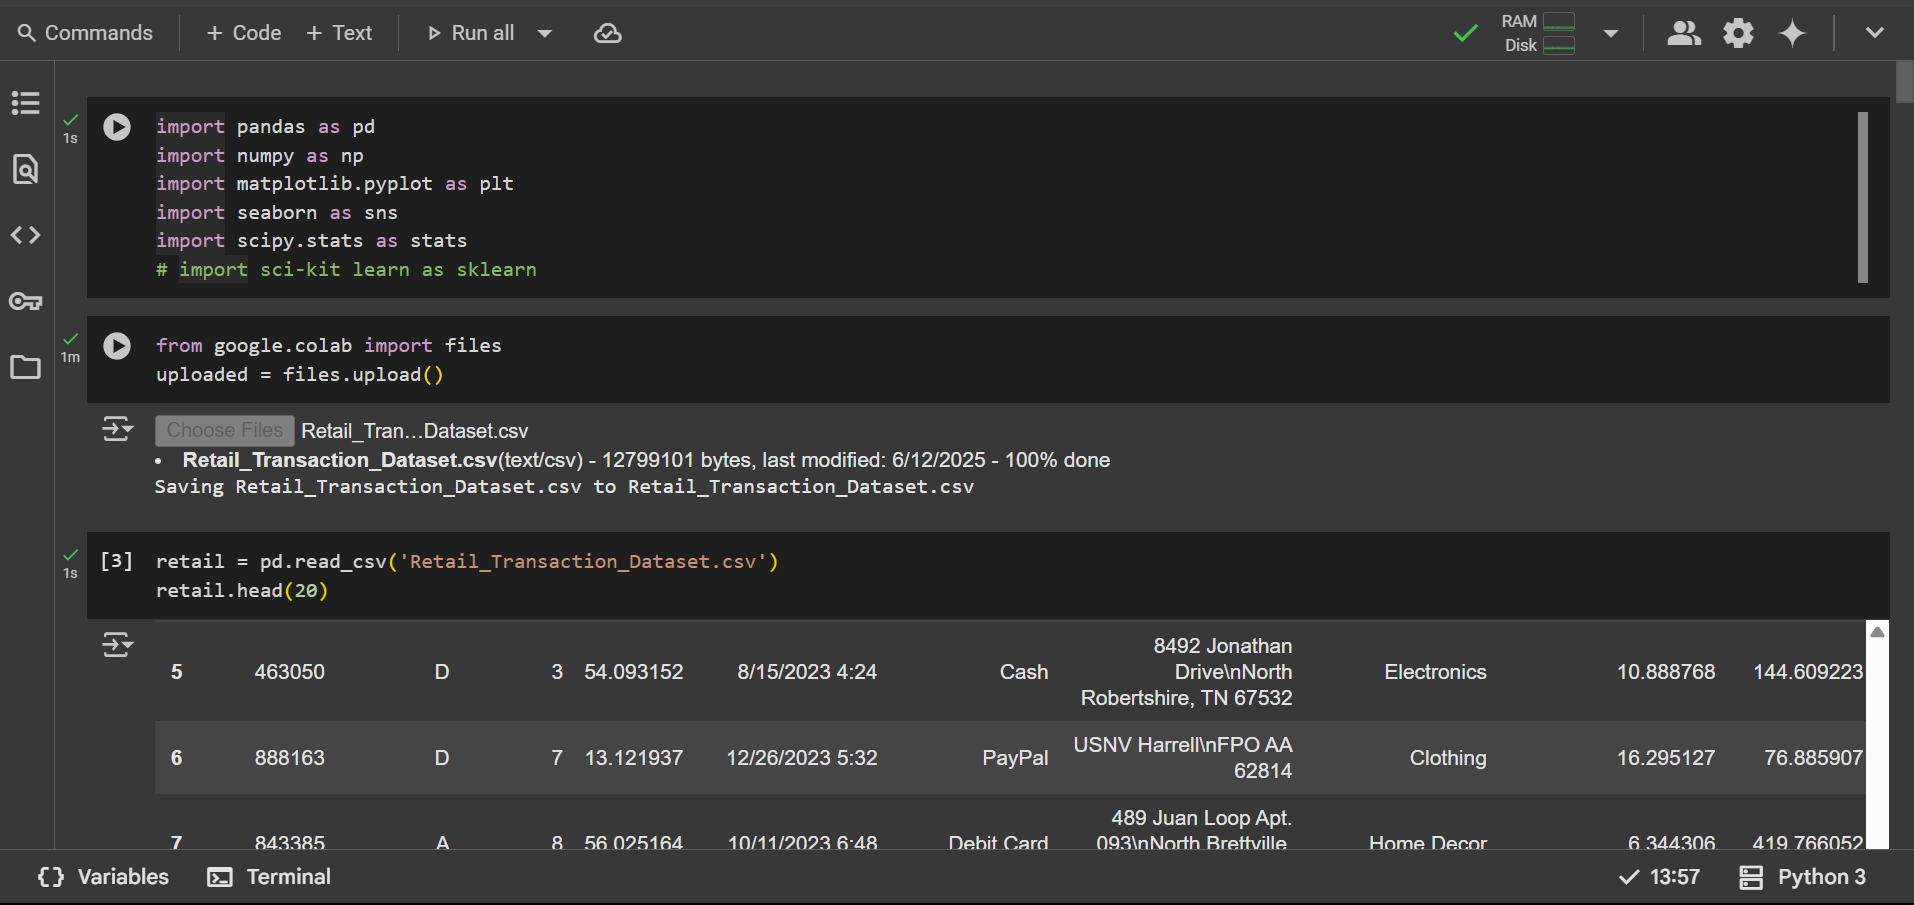 Commands + Code + Text Run all RAM
Disk
1s import pandas as pd
import numpy as np
import matplotlib.pyplot as plt
import seaborn as sns
import scipy.stats as stats
# import sci-kit learn as sklearn
1m from google.colab import files
uploaded = files.upload()
Choose Files Retail_Tran...Dataset.csv
• Retail_Transaction_Dataset.csv(text/csv) - 12799101 bytes, last modified: 6/12/2025 - 100% done
Saving Retail_Transaction_Dataset.csv to Retail_Transaction_Dataset.csv
1s [3] retail = pd.read_csv('Retail_Transaction_Dataset.csv')
retail.head(20)
5 463050 D 3 54.093152 8/15/2023 4:24 Cash 8492 Jonathan Drive\nNorth Robertshire, TN 67532 Electronics 10.888768 144.609223
6 888163 D 7 13.121937 12/26/2023 5:32 PayPal USNV Harrell\nFPO AA 62814 Clothing 16.295127 76.885907
7 843385 A 8 56.025164 10/11/2023 6:48 Debit Card 489 Juan Loop Apt. 093\nNorth Brettville, Home Decor 6.344306 419.766052
Variables Terminal 13:57 Python 3